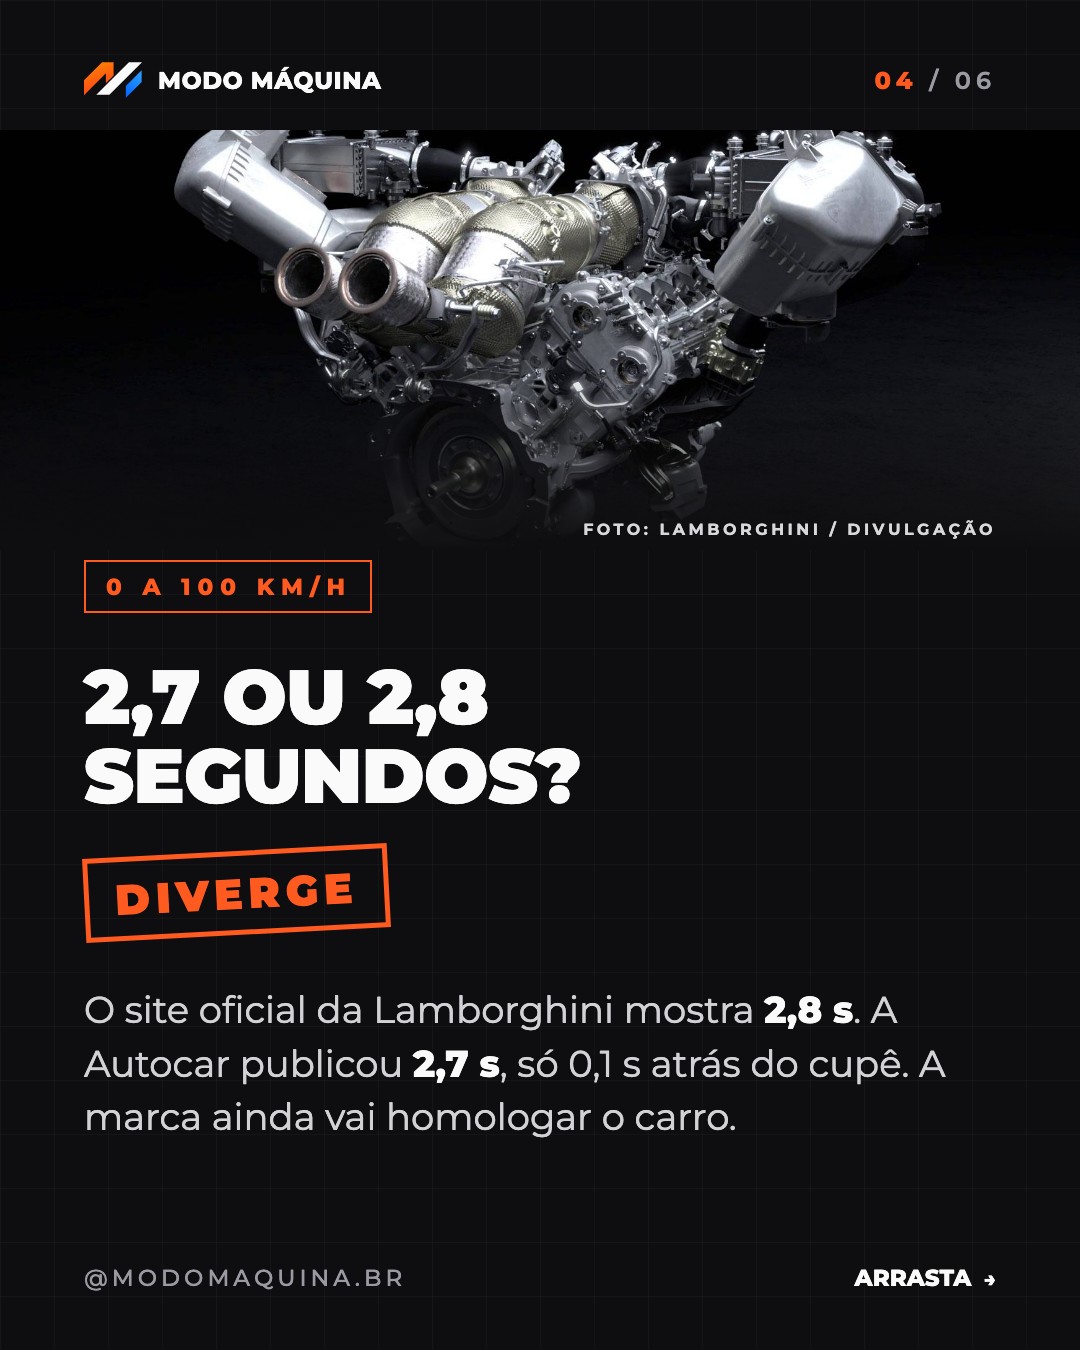 MODO MÁQUINA
04 / 06
FOTO: LAMBORGHINI / DIVULGAÇÃO
0 A 100 KM/H
2,7 OU 2,8
SEGUNDOS?
DIVERGE
O site oficial da Lamborghini mostra 2,8 s. A
Autocar publicou 2,7 s, só 0,1 s atrás do cupê. A
marca ainda vai homologar o carro.
@MODOMAQUINA.BR
ARRASTA →